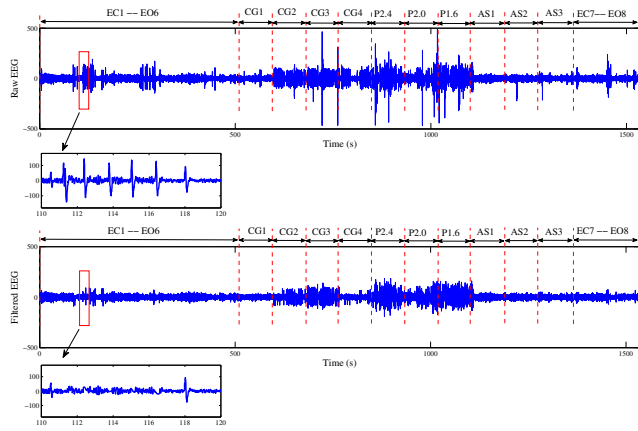 EC1 −− EO6 CG1 CG2 CG3 CG4 P2.4 P2.0 P1.6 AS1 AS2 AS3 EC7−− EO8
500
0
−500
Raw EEG
0 500 1000 1500
Time (s)
100
0
−100
110 112 114 116 118 120
EC1 −− EO6 CG1 CG2 CG3 CG4 P2.4 P2.0 P1.6 AS1 AS2 AS3 EC7 −− EO8
500
0
−500
Filtered EEG
0 500 1000 1500
Time (s)
100
0
−100
110 112 114 116 118 120